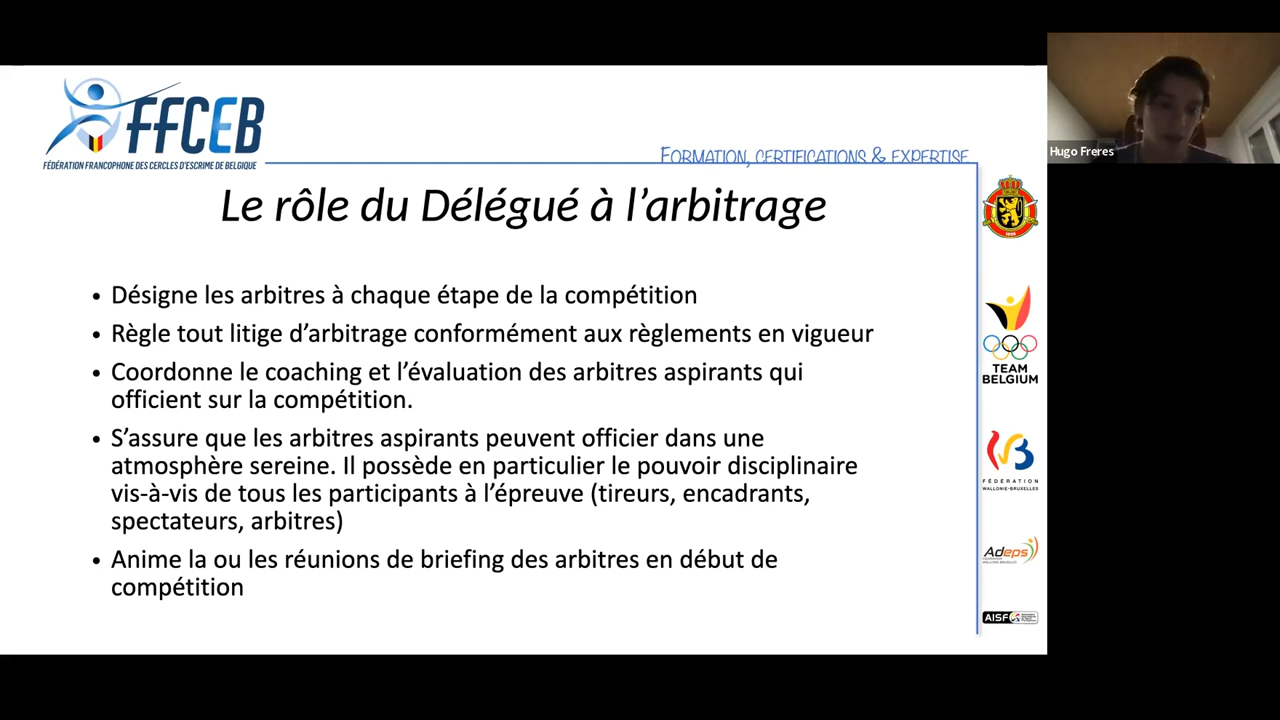 FFCEB
FÉDÉRATION FRANCOPHONE DES CERCLES D'ESCRIME DE BELGIQUE
FORMATION, CERTIFICATIONS & EXPERTISE
Hugo Freres
Le rôle du Délégué à l'arbitrage
• Désigne les arbitres à chaque étape de la compétition
• Règle tout litige d'arbitrage conformément aux règlements en vigueur
• Coordonne le coaching et l'évaluation des arbitres aspirants qui
officient sur la compétition.
• S'assure que les arbitres aspirants peuvent officier dans une
atmosphère sereine. Il possède en particulier le pouvoir disciplinaire
vis-à-vis de tous les participants à l'épreuve (tireurs, encadrants,
spectateurs, arbitres)
• Anime la ou les réunions de briefing des arbitres en début de
compétition
TEAM
BELGIUM
FÉDÉRATION
WALLONIE-BRUXELLES
Adeps
AISF